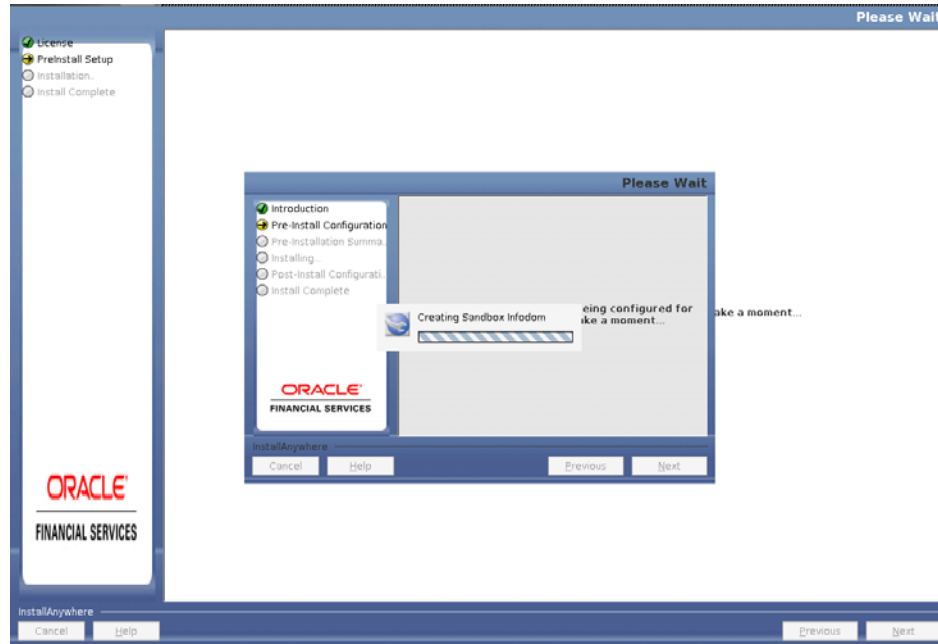 Please Wait
License
PreInstall Setup
Installation..
Install Complete
Please Wait
Introduction
Pre-Install Configuration
Pre-Installation Summa..
Installing..
Post-Install Configurati..
Install Complete
eing configured for
ake a moment...
ake a moment...
Creating Sandbox Infodom
ORACLE
FINANCIAL SERVICES
InstallAnywhere
Cancel Help Previous Next
ORACLE
FINANCIAL SERVICES
InstallAnywhere
Cancel Help Previous Next